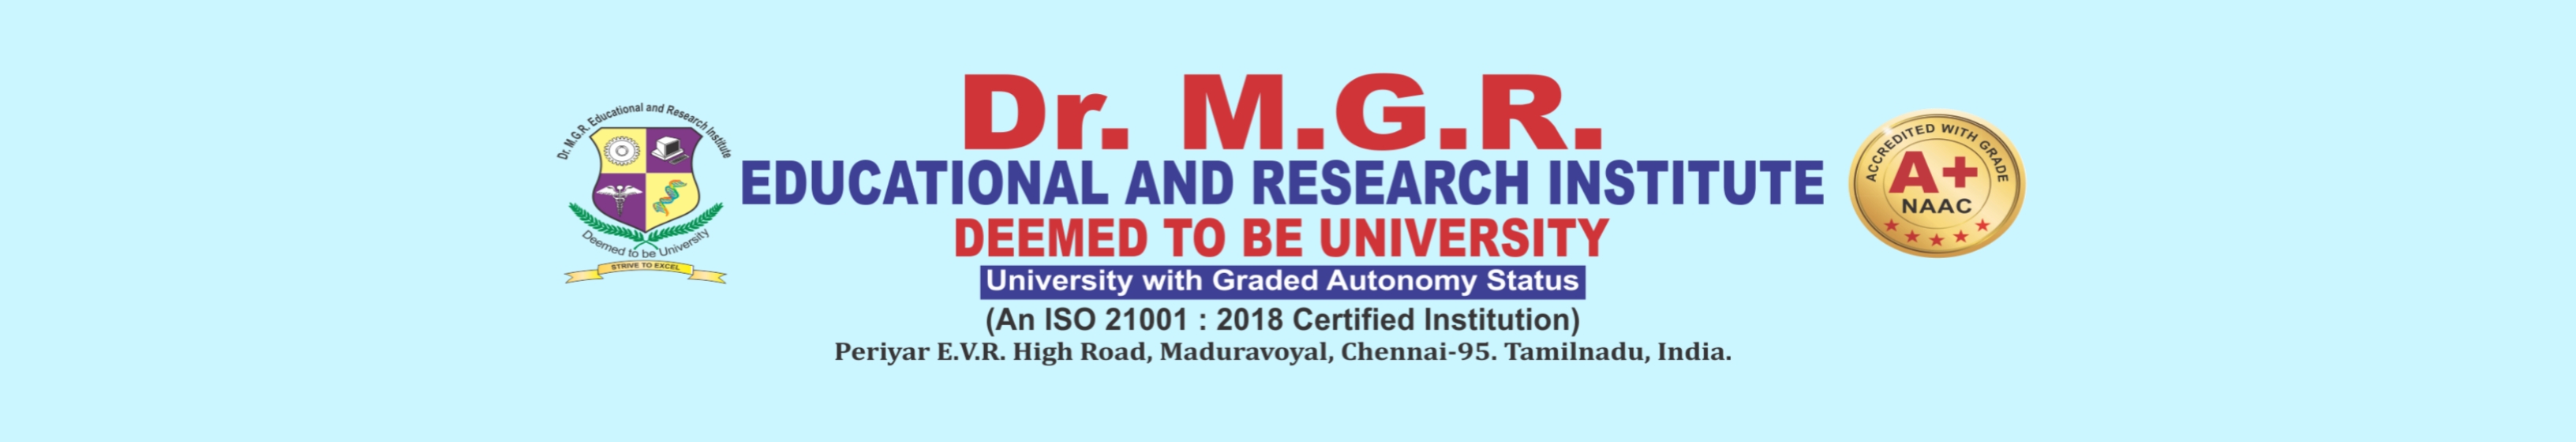 Dr. M.G.R. Educational and Research Institute
Deemed to be University
STRIVE TO EXCEL
Dr. M.G.R.
EDUCATIONAL AND RESEARCH INSTITUTE
DEEMED TO BE UNIVERSITY
University with Graded Autonomy Status
(An ISO 21001 : 2018 Certified Institution)
Periyar E.V.R. High Road, Maduravoyal, Chennai-95. Tamilnadu, India.
ACCREDITED WITH GRADE
A+
NAAC